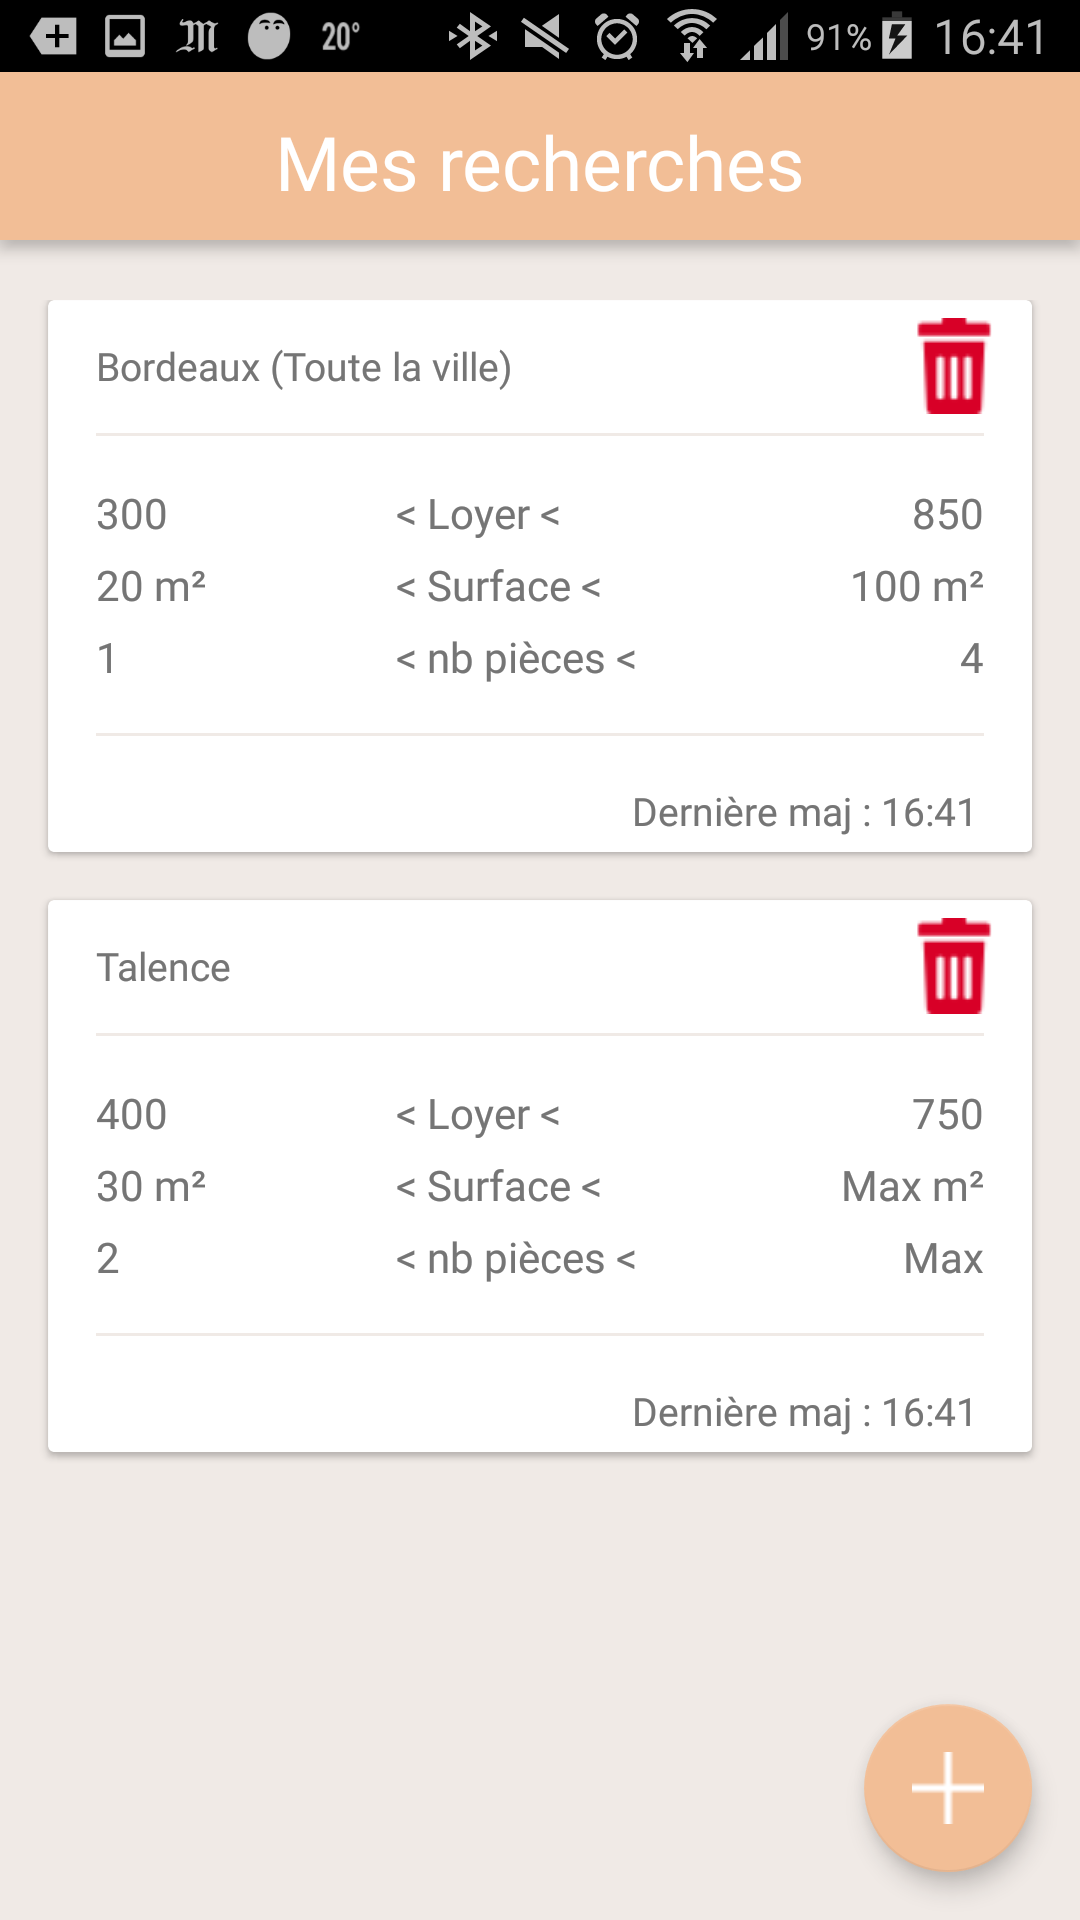 20° 91% 16:41
Mes recherches
Bordeaux (Toute la ville)
300 < Loyer < 850
20 m² < Surface < 100 m²
1 < nb pièces < 4
Dernière maj : 16:41
Talence
400 < Loyer < 750
30 m² < Surface < Max m²
2 < nb pièces < Max
Dernière maj : 16:41